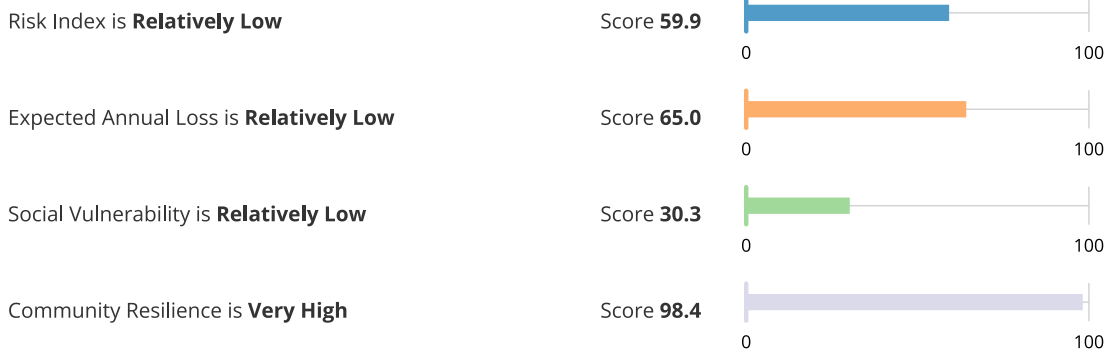 Risk Index is Relatively Low Score 59.9
0 100
Expected Annual Loss is Relatively Low Score 65.0
0 100
Social Vulnerability is Relatively Low Score 30.3
0 100
Community Resilience is Very High Score 98.4
0 100